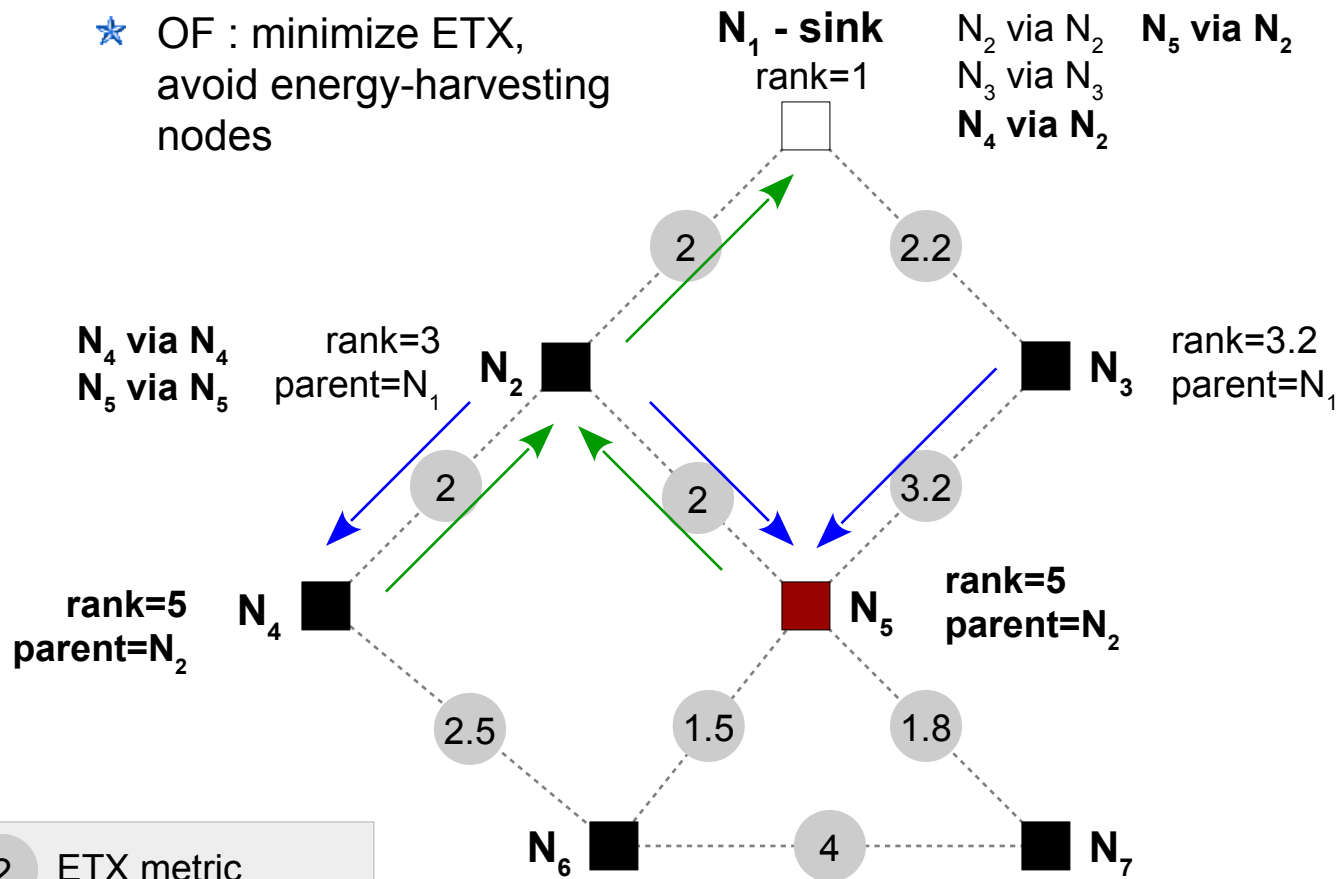 OF : minimize ETX,
avoid energy-harvesting
nodes
N₁ - sink
rank=1
N₂ via N₂ N₅ via N₂
N₃ via N₃
N₄ via N₂
2
2.2
N₄ via N₄
N₅ via N₅
rank=3
parent=N₁
N₂
N₃
rank=3.2
parent=N₁
2
2
3.2
rank=5
parent=N₂
N₄
N₅
rank=5
parent=N₂
2.5
1.5
1.8
N₆
4
N₇
2 ETX metric